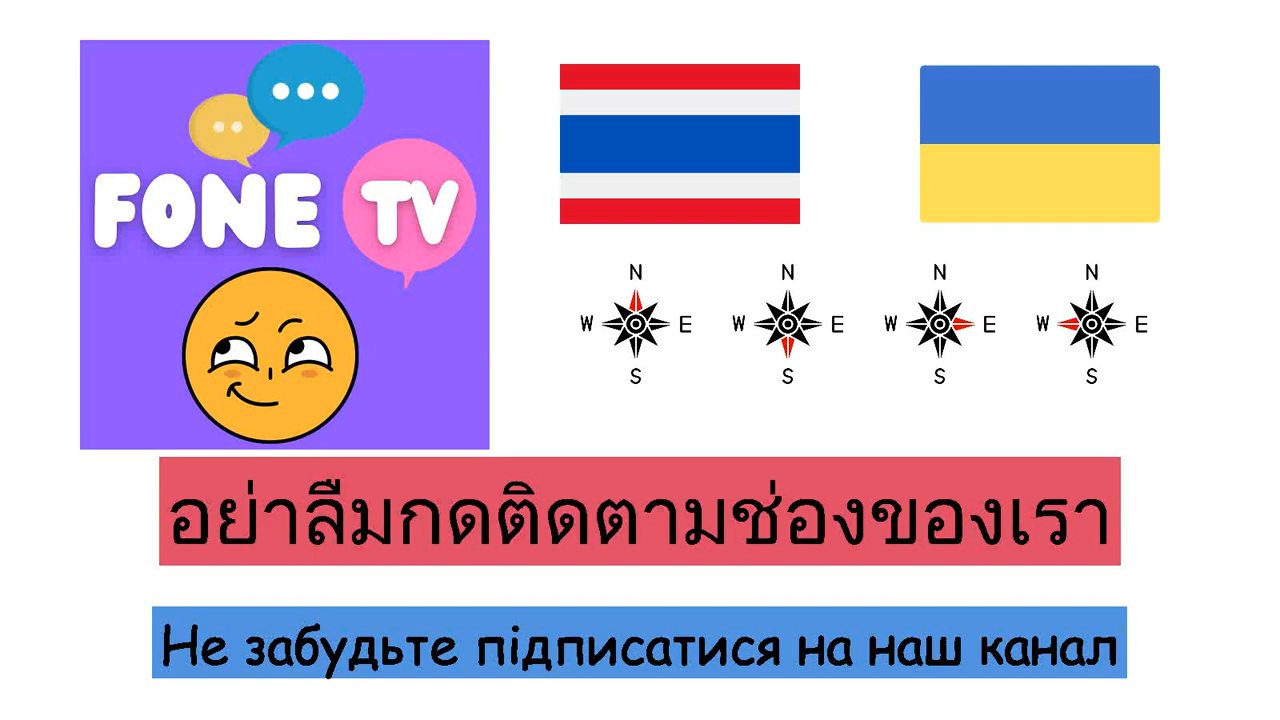 FONE TV
N N N N
W E W E W E W E
S S S S
อย่าลืมกดติดตามช่องของเรา
Не забудьте підписатися на наш канал